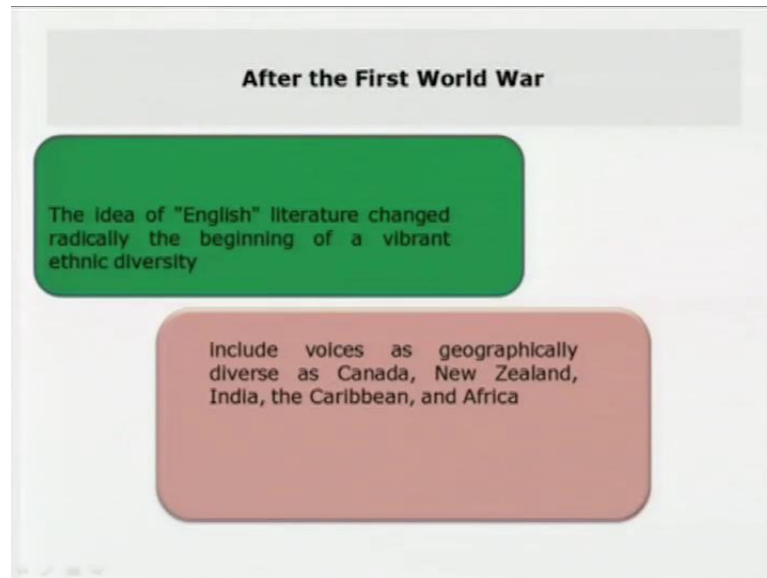 After the First World War
The idea of "English" literature changed
radically the beginning of a vibrant
ethnic diversity
include voices as geographically
diverse as Canada, New Zealand,
India, the Caribbean, and Africa